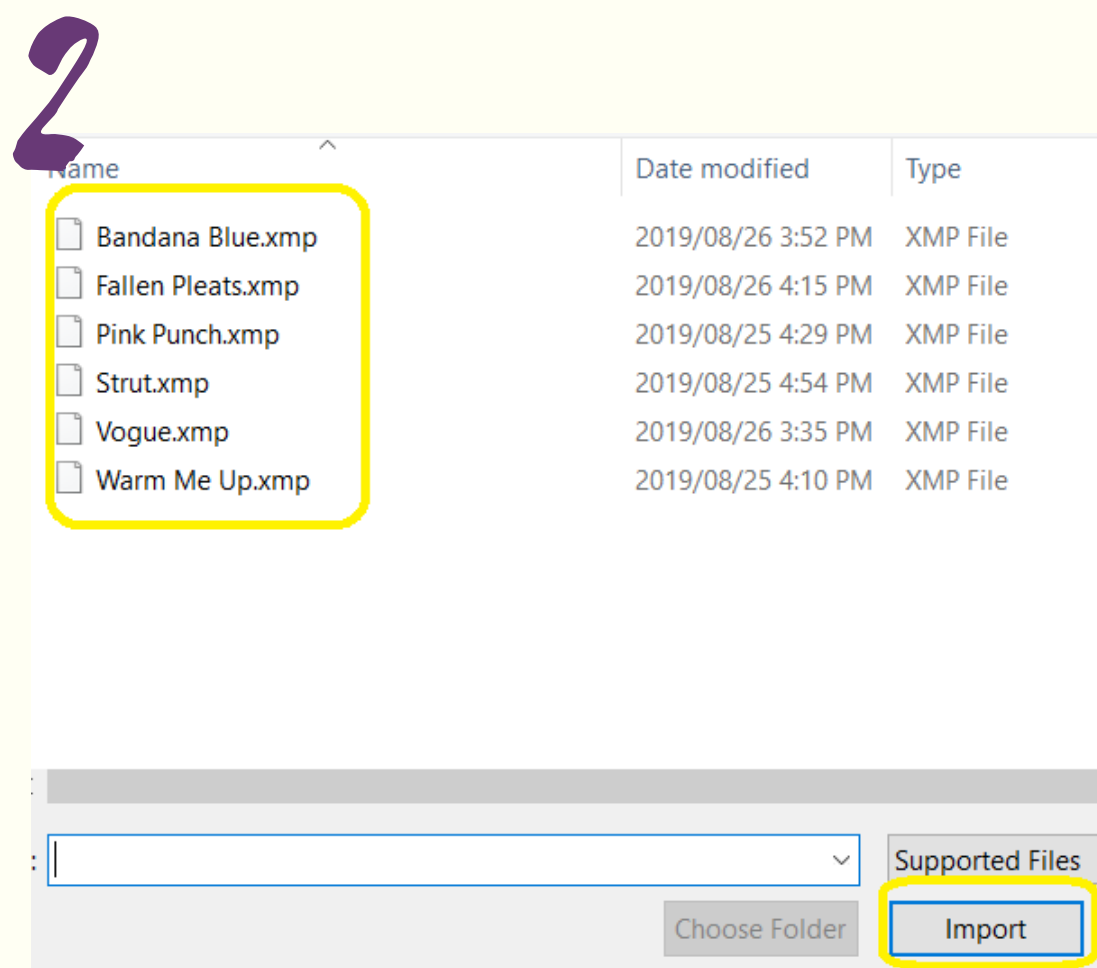 2
Name Date modified Type
Bandana Blue.xmp 2019/08/26 3:52 PM XMP File
Fallen Pleats.xmp 2019/08/26 4:15 PM XMP File
Pink Punch.xmp 2019/08/25 4:29 PM XMP File
Strut.xmp 2019/08/25 4:54 PM XMP File
Vogue.xmp 2019/08/26 3:35 PM XMP File
Warm Me Up.xmp 2019/08/25 4:10 PM XMP File
:
: Supported Files
Choose Folder Import